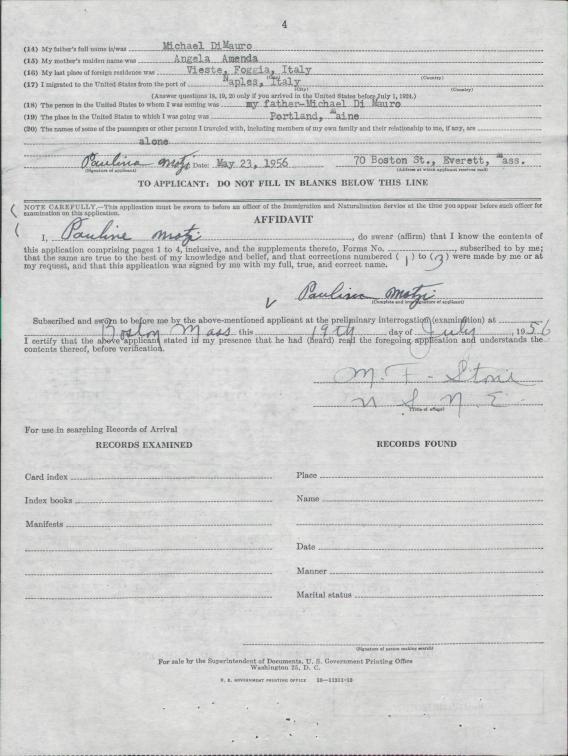 4
(14) My father's full name is/was Michael DiMauro
(15) My mother's maiden name was Angela Amenda
(16) My last place of foreign residence was Vieste, Foggia, Italy
(City) (Country)
(17) I migrated to the United States from the port of Naples, Italy
(City) (Country)
(Answer questions 18, 19, 20 only if you arrived in the United States before July 1, 1924.)
(18) The person in the United States to whom I was coming was my father-Michael Di Mauro
(19) The place in the United States to which I was going was Portland, Maine
(20) The names of some of the passengers or other persons I traveled with, including members of my own family and their relationship to me, if any, are
alone
Paulina Motzi Date: May 23, 1956 70 Boston St., Everett, Mass.
(Signature of applicant) (Address at which applicant receives mail)
TO APPLICANT: DO NOT FILL IN BLANKS BELOW THIS LINE
NOTE CAREFULLY.—This application must be sworn to before an officer of the Immigration and Naturalization Service at the time you appear before such officer for
examination on this application.
AFFIDAVIT
I, Pauline Motzi, do swear (affirm) that I know the contents of
this application comprising pages 1 to 4, inclusive, and the supplements thereto, Forms No. , subscribed to by me;
that the same are true to the best of my knowledge and belief, and that corrections numbered (1) to (3) were made by me or at
my request, and that this application was signed by me with my full, true, and correct name.
Paulina Motzi
(Complete and true signature of applicant)
Subscribed and sworn to before me by the above-mentioned applicant at the preliminary interrogation (examination) at
Boston Mass this 19th day of July, 1956
I certify that the above applicant stated in my presence that he had (heard) read the foregoing application and understands the
contents thereof, before verification.
M. F. Stone
U S N E
(Title of officer)
For use in searching Records of Arrival
RECORDS EXAMINED RECORDS FOUND
Card index Place
Index books Name
Manifests
Date
Manner
Marital status
(Signature of person making search)
For sale by the Superintendent of Documents, U. S. Government Printing Office
Washington 25, D. C.
U. S. GOVERNMENT PRINTING OFFICE 16—11311-10